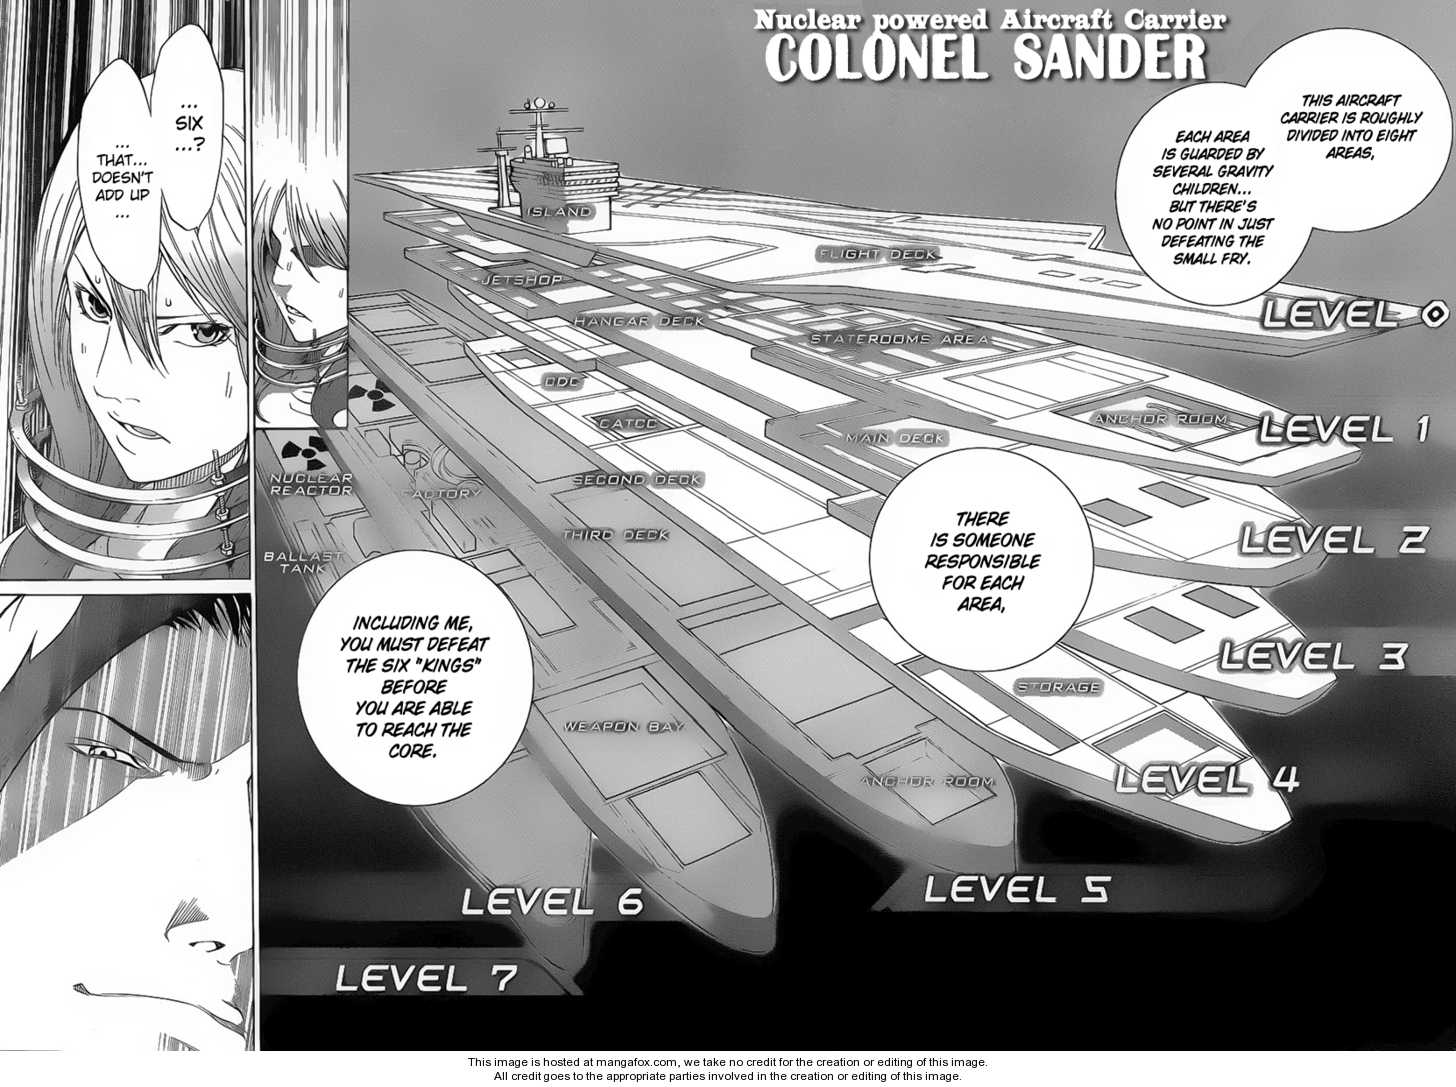 Nuclear powered Aircraft Carrier
COLONEL SANDER
THIS AIRCRAFT
CARRIER IS ROUGHLY
DIVIDED INTO EIGHT
AREAS,
EACH AREA
IS GUARDED BY
SEVERAL GRAVITY
CHILDREN...
BUT THERE'S
NO POINT IN JUST
DEFEATING THE
SMALL FRY.
ISLAND
FLIGHT DECK
LEVEL 0
JETSHOP
HANGAR DECK
STATEROOMS AREA
ANCHOR ROOM
LEVEL 1
CDC
CATCC
MAIN DECK
LEVEL 2
SECOND DECK
THIRD DECK
LEVEL 3
THERE
IS SOMEONE
RESPONSIBLE
FOR EACH
AREA,
STORAGE
LEVEL 4
ANCHOR ROOM
LEVEL 5
NUCLEAR
REACTOR
FACTORY
BALLAST
TANK
INCLUDING ME,
YOU MUST DEFEAT
THE SIX "KINGS"
BEFORE
YOU ARE ABLE
TO REACH THE
CORE.
WEAPON BAY
LEVEL 6
LEVEL 7
...
SIX
...?
...
THAT...
DOESN'T
ADD UP
...
This image is hosted at mangafox.com, we take no credit for the creation or editing of this image.
All credit goes to the appropriate parties involved in the creation or editing of this image.